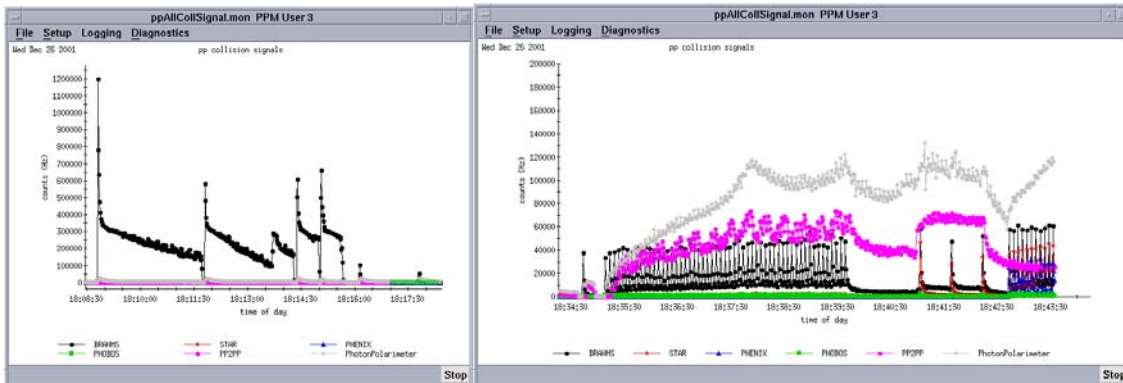 ppAllCollSignal.mon PPM User 3
File Setup Logging Diagnostics
Wed Dec 26 2001
pp collision signals
1200000
1100000
1000000
900000
800000
700000
600000
500000
400000
300000
200000
100000
0
counts (Hz)
18:08:30 18:10:00 18:11:30 18:13:00 18:14:30 18:16:00 18:17:30
time of day
BRAHMS STAR PHENIX
PHOBOS PP2PP PhotonPolarimeter
Stop
ppAllCollSignal.mon PPM User 3
File Setup Logging Diagnostics
Wed Dec 26 2001
pp collision signals
200000
180000
160000
140000
120000
100000
80000
60000
40000
20000
0
counts (Hz)
18:34:30 18:35:30 18:36:30 18:37:30 18:38:30 18:39:30 18:40:30 18:41:30 18:42:30 18:43:30
time of day
BRAHMS STAR PHENIX PHOBOS PP2PP PhotonPolarimeter
Stop